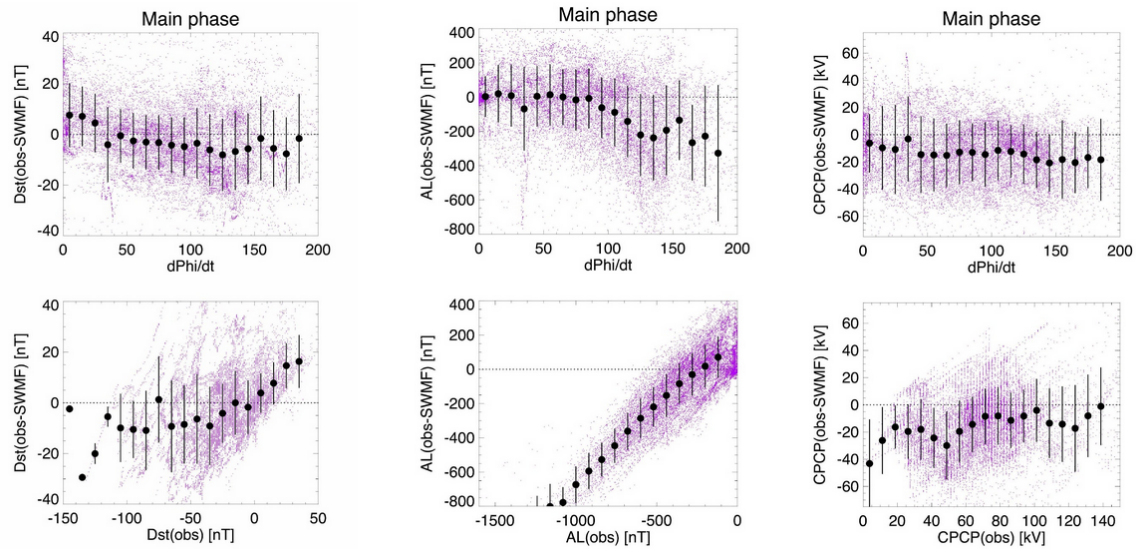 Main phase
Dst(obs-SWMF) [nT]
40
20
0
-20
-40
0 50 100 150 200
dPhi/dt
Main phase
AL(obs-SWMF) [nT]
400
200
0
-200
-400
-600
-800
0 50 100 150 200
dPhi/dt
Main phase
CPCP(obs-SWMF) [kV]
60
40
20
0
-20
-40
-60
0 50 100 150 200
dPhi/dt
Dst(obs-SWMF) [nT]
40
20
0
-20
-40
-150 -100 -50 0 50
Dst(obs) [nT]
AL(obs-SWMF) [nT]
400
200
0
-200
-400
-600
-800
-1500 -1000 -500 0
AL(obs) [nT]
CPCP(obs-SWMF) [kV]
60
40
20
0
-20
-40
-60
0 20 40 60 80 100 120 140
CPCP(obs) [kV]